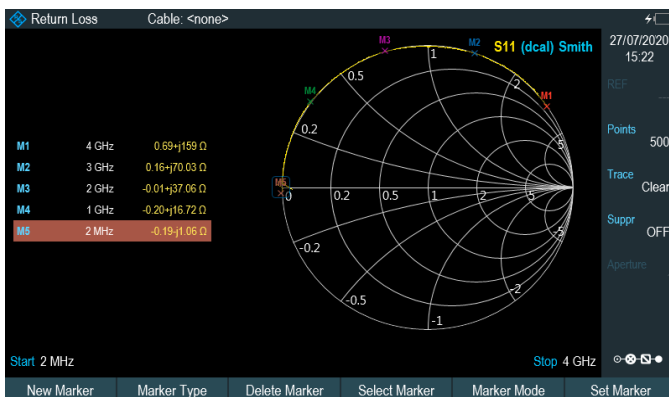 Return Loss Cable: <none>
27/07/2020
15:22
S11 (dcal) Smith
REF
Points
500
Trace
Clear
Suppr
OFF
Aperture
M1 4 GHz 0.69+j159 Ω
M2 3 GHz 0.16+j70.03 Ω
M3 2 GHz -0.01+j37.06 Ω
M4 1 GHz -0.20+j16.72 Ω
M5 2 MHz -0.19-j1.06 Ω
M3
M2
M1
M4
M5
1
0.5
2
0.2
5
0 0.2 0.5 1 2 5
-0.2
-5
-0.5
-2
-1
Start 2 MHz
Stop 4 GHz
New Marker Marker Type Delete Marker Select Marker Marker Mode Set Marker